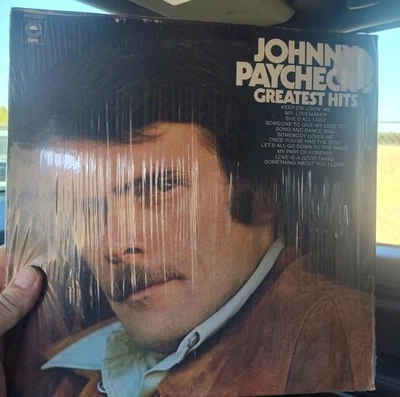 JOHNNY
PAYCHECK'S
GREATEST HITS
KEEP ON LOVIN' ME
MR. LOVEMAKER
SHE'S ALL I GOT
SOMEONE TO GIVE MY LOVE TO
SONG AND DANCE MAN
SOMEBODY LOVES ME
ONCE YOU'VE HAD THE BEST
LET'S ALL GO DOWN TO THE RIVER
MY PART OF FOREVER
LOVE IS A GOOD THING
SOMETHING ABOUT YOU I LOVE